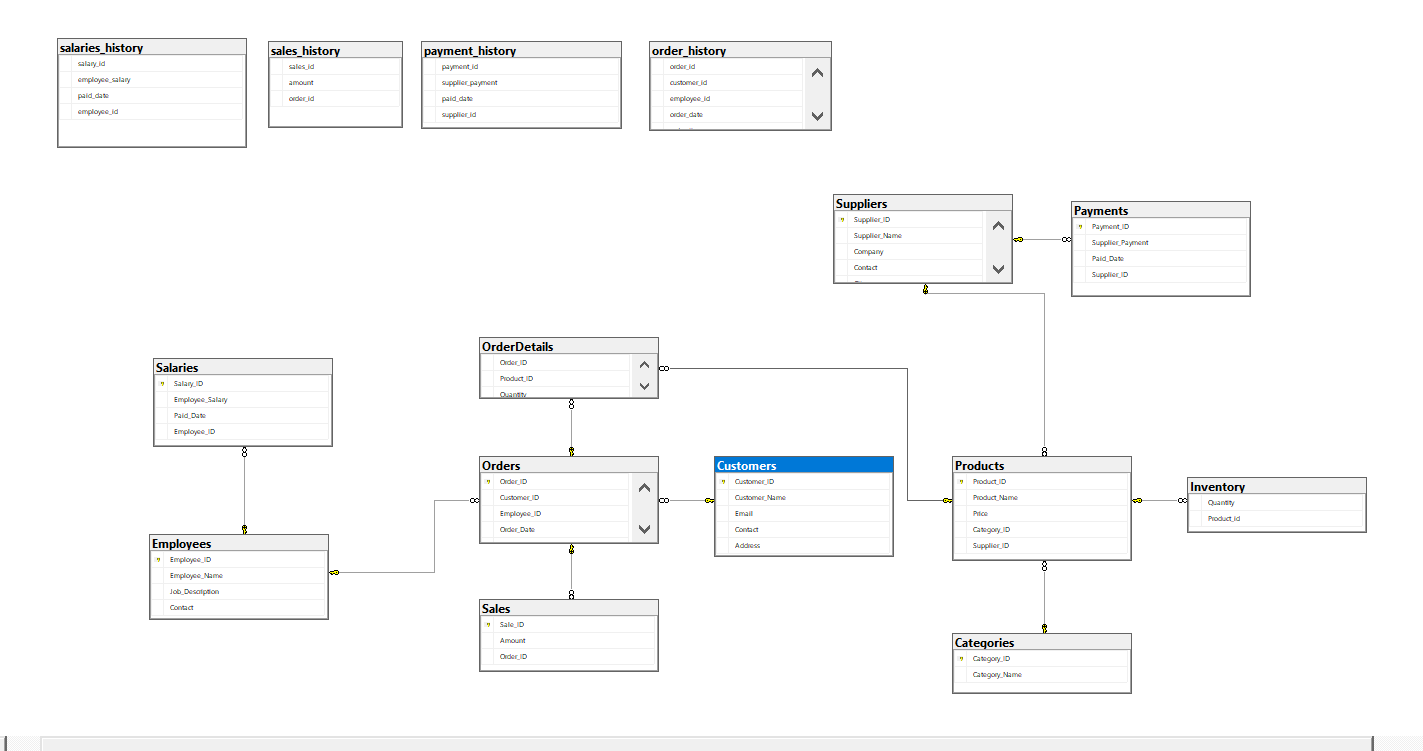 salaries_history
salary_id
employee_salary
paid_date
employee_id
sales_history
sales_id
amount
order_id
payment_history
payment_id
supplier_payment
paid_date
supplier_id
order_history
order_id
customer_id
employee_id
order_date
Suppliers
Supplier_ID
Supplier_Name
Company
Contact
Payments
Payment_ID
Supplier_Payment
Paid_Date
Supplier_ID
OrderDetails
Order_ID
Product_ID
Quantity
Salaries
Salary_ID
Employee_Salary
Paid_Date
Employee_ID
Orders
Order_ID
Customer_ID
Employee_ID
Order_Date
Customers
Customer_ID
Customer_Name
Email
Contact
Address
Products
Product_ID
Product_Name
Price
Category_ID
Supplier_ID
Inventory
Quantity
Product_id
Employees
Employee_ID
Employee_Name
Job_Description
Contact
Sales
Sale_ID
Amount
Order_ID
Categories
Category_ID
Category_Name